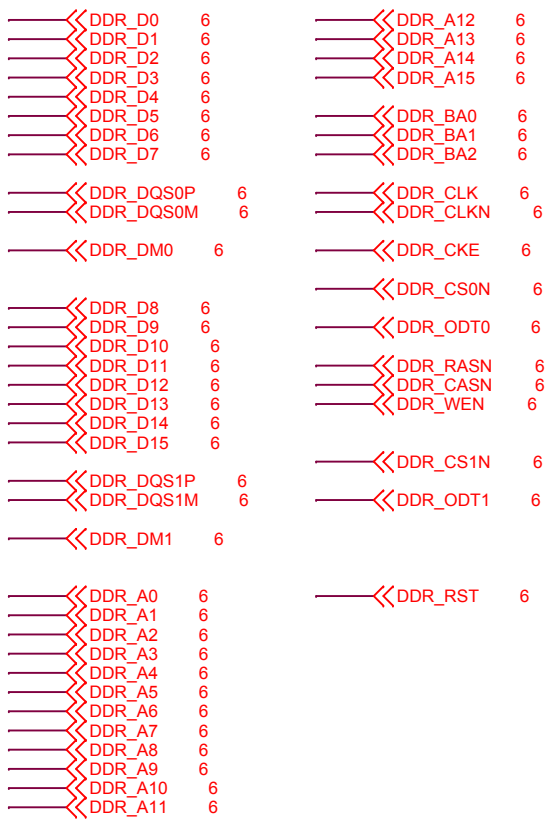 DDR_D0 6
DDR_D1 6
DDR_D2 6
DDR_D3 6
DDR_D4 6
DDR_D5 6
DDR_D6 6
DDR_D7 6
DDR_DQS0P 6
DDR_DQS0M 6
DDR_DM0 6
DDR_D8 6
DDR_D9 6
DDR_D10 6
DDR_D11 6
DDR_D12 6
DDR_D13 6
DDR_D14 6
DDR_D15 6
DDR_DQS1P 6
DDR_DQS1M 6
DDR_DM1 6
DDR_A0 6
DDR_A1 6
DDR_A2 6
DDR_A3 6
DDR_A4 6
DDR_A5 6
DDR_A6 6
DDR_A7 6
DDR_A8 6
DDR_A9 6
DDR_A10 6
DDR_A11 6
DDR_A12 6
DDR_A13 6
DDR_A14 6
DDR_A15 6
DDR_BA0 6
DDR_BA1 6
DDR_BA2 6
DDR_CLK 6
DDR_CLKN 6
DDR_CKE 6
DDR_CS0N 6
DDR_ODT0 6
DDR_RASN 6
DDR_CASN 6
DDR_WEN 6
DDR_CS1N 6
DDR_ODT1 6
DDR_RST 6